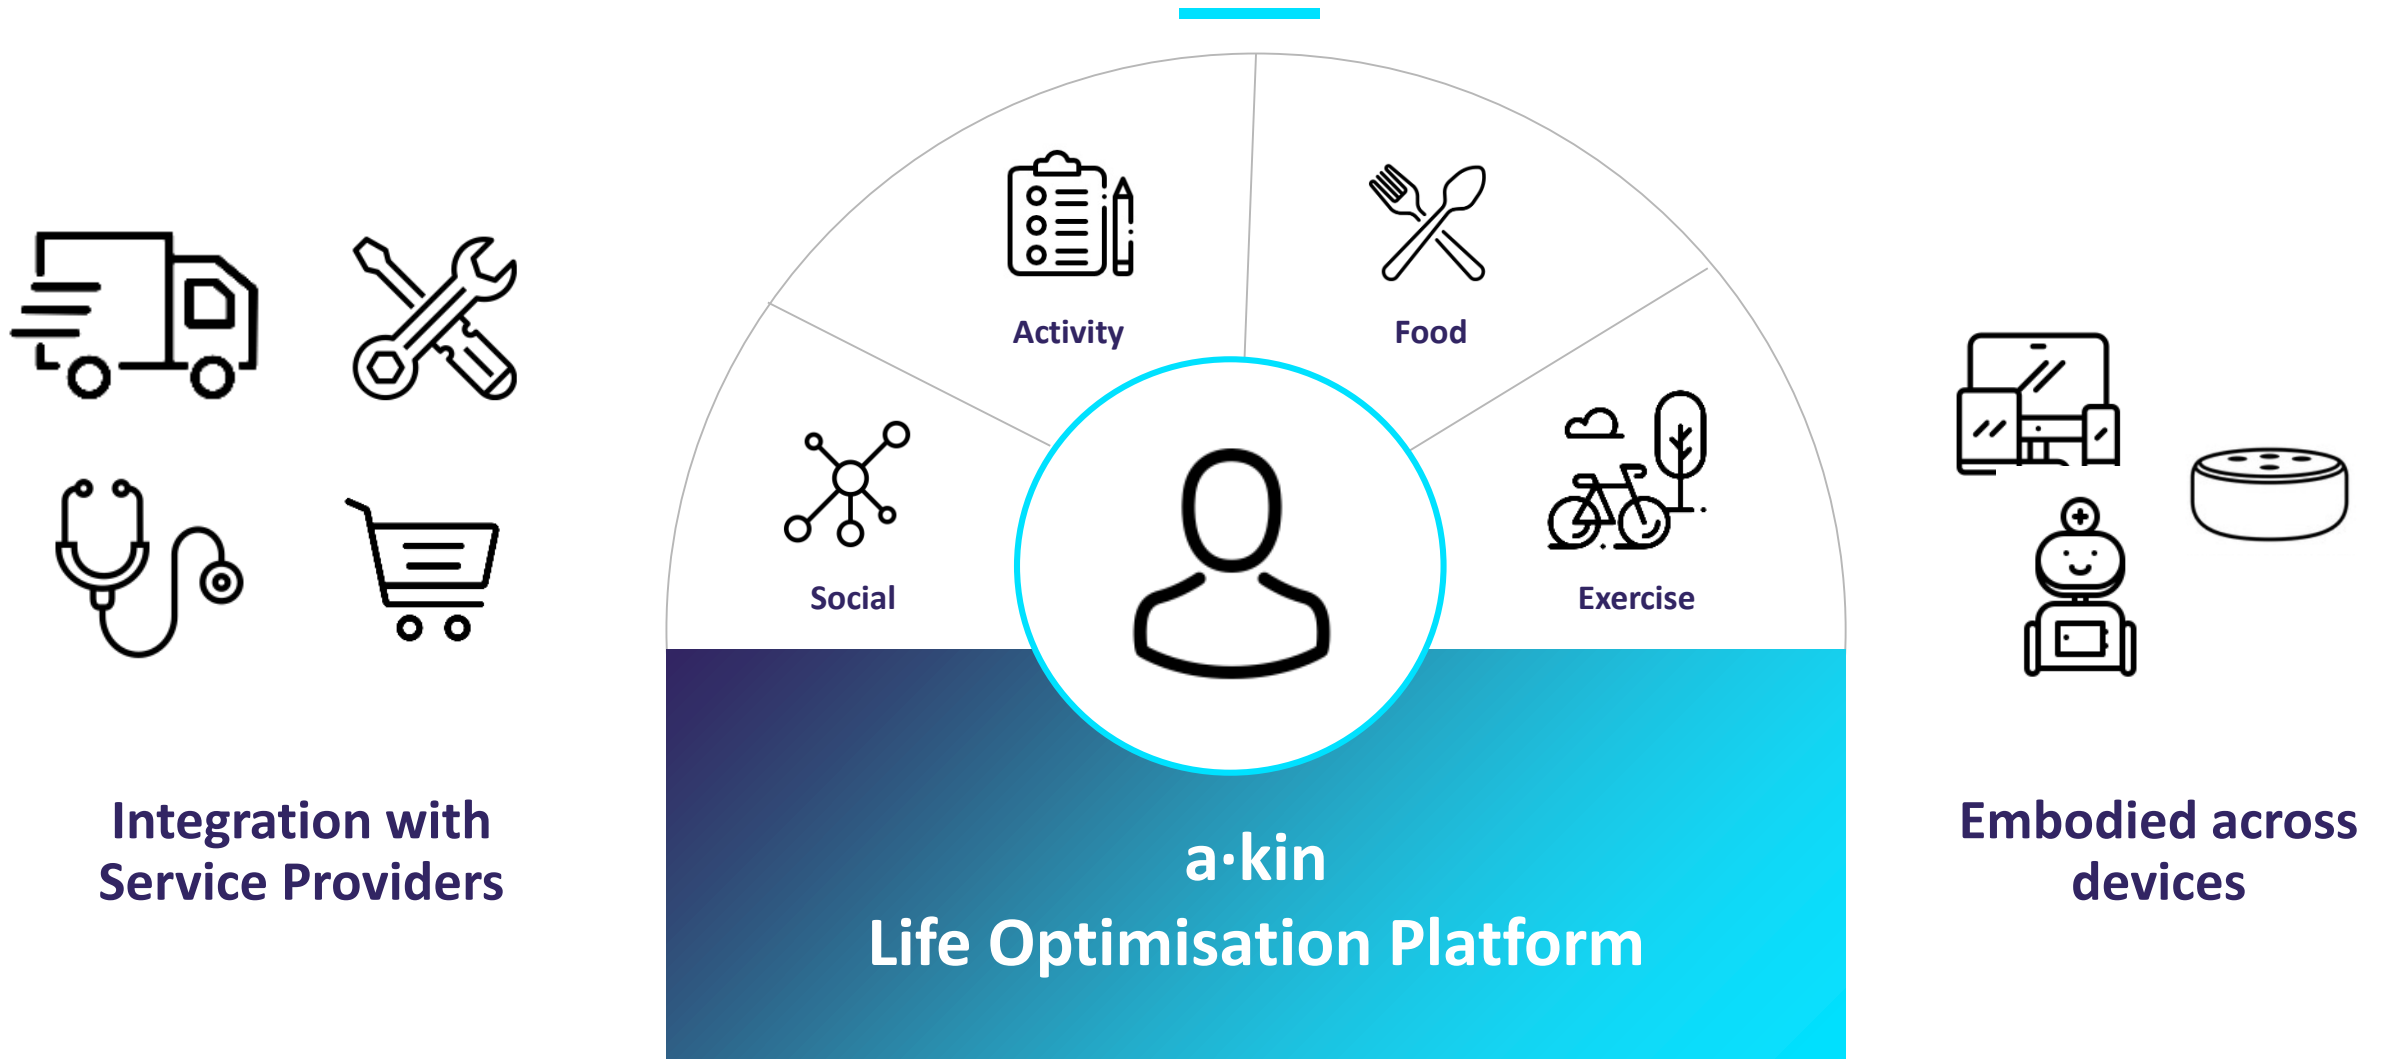 Activity
Food
Social
Exercise
Integration with
Service Providers
a·kin
Life Optimisation Platform
Embodied across
devices